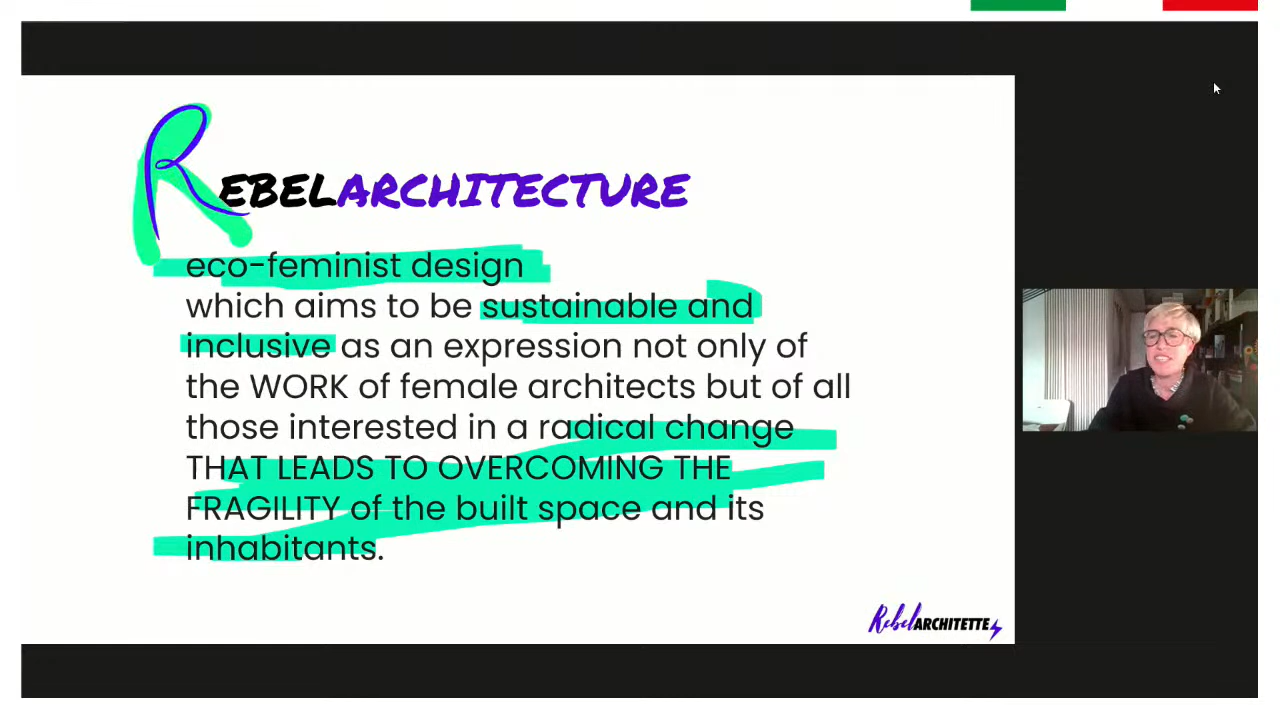 REBELARCHITECTURE
eco-feminist design
which aims to be sustainable and
inclusive as an expression not only of
the WORK of female architects but of all
those interested in a radical change
THAT LEADS TO OVERCOMING THE
FRAGILITY of the built space and its
inhabitants.
RebelARCHITETTE